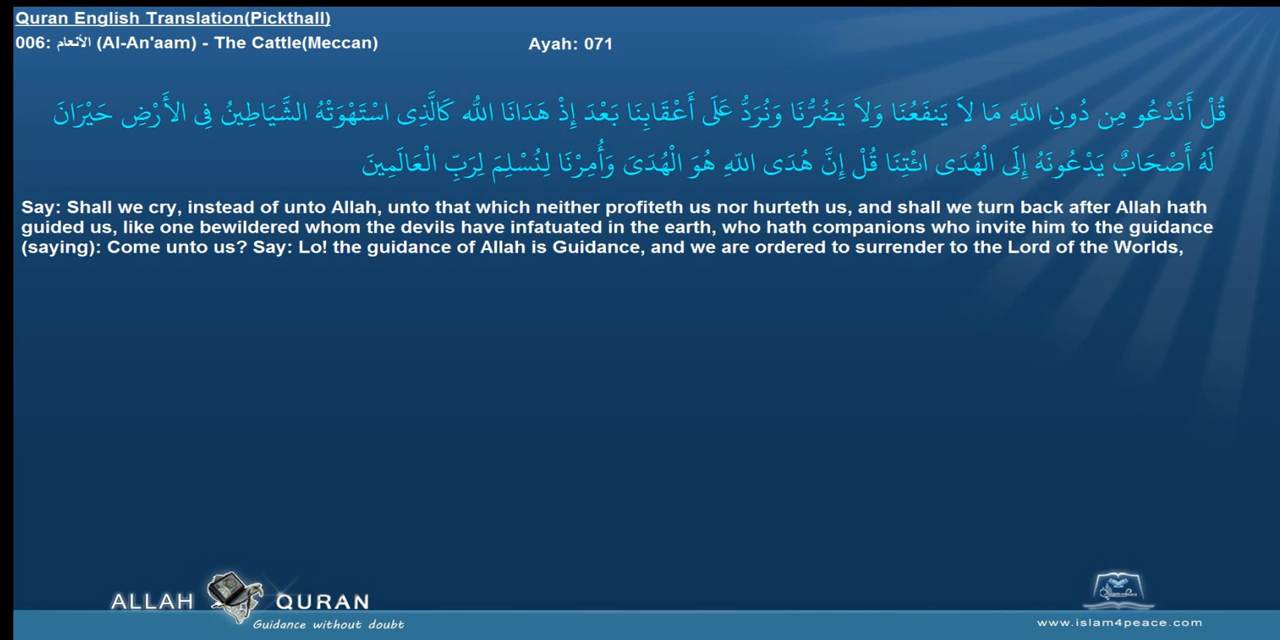 Quran English Translation(Pickthall)
006: الأنعام (Al-An'aam) - The Cattle(Meccan)
Ayah: 071
قُلْ أَنَدْعُو مِن دُونِ اللّهِ مَا لاَ يَنفَعُنَا وَلاَ يَضُرُّنَا وَنُرَدُّ عَلَى أَعْقَابِنَا بَعْدَ إِذْ هَدَانَا اللّه كَالَّذِى اسْتَهْوَتْهُ الشَّيَاطِينُ فِى الأَرْضِ حَيْرَانَ
لَهُ أَصْحَابٌ يَدْعُونَهُ إِلَى الْهُدَى ائْتِنَا قُلْ إِنَّ هُدَى اللّهِ هُوَ الْهُدَىَ وَأُمِرْنَا لِنُسْلِمَ لِرَبِّ الْعَالَمِينَ
Say: Shall we cry, instead of unto Allah, unto that which neither profiteth us nor hurteth us, and shall we turn back after Allah hath
guided us, like one bewildered whom the devils have infatuated in the earth, who hath companions who invite him to the guidance
(saying): Come unto us? Say: Lo! the guidance of Allah is Guidance, and we are ordered to surrender to the Lord of the Worlds,
ALLAH QURAN
Guidance without doubt
www.islam4peace.com